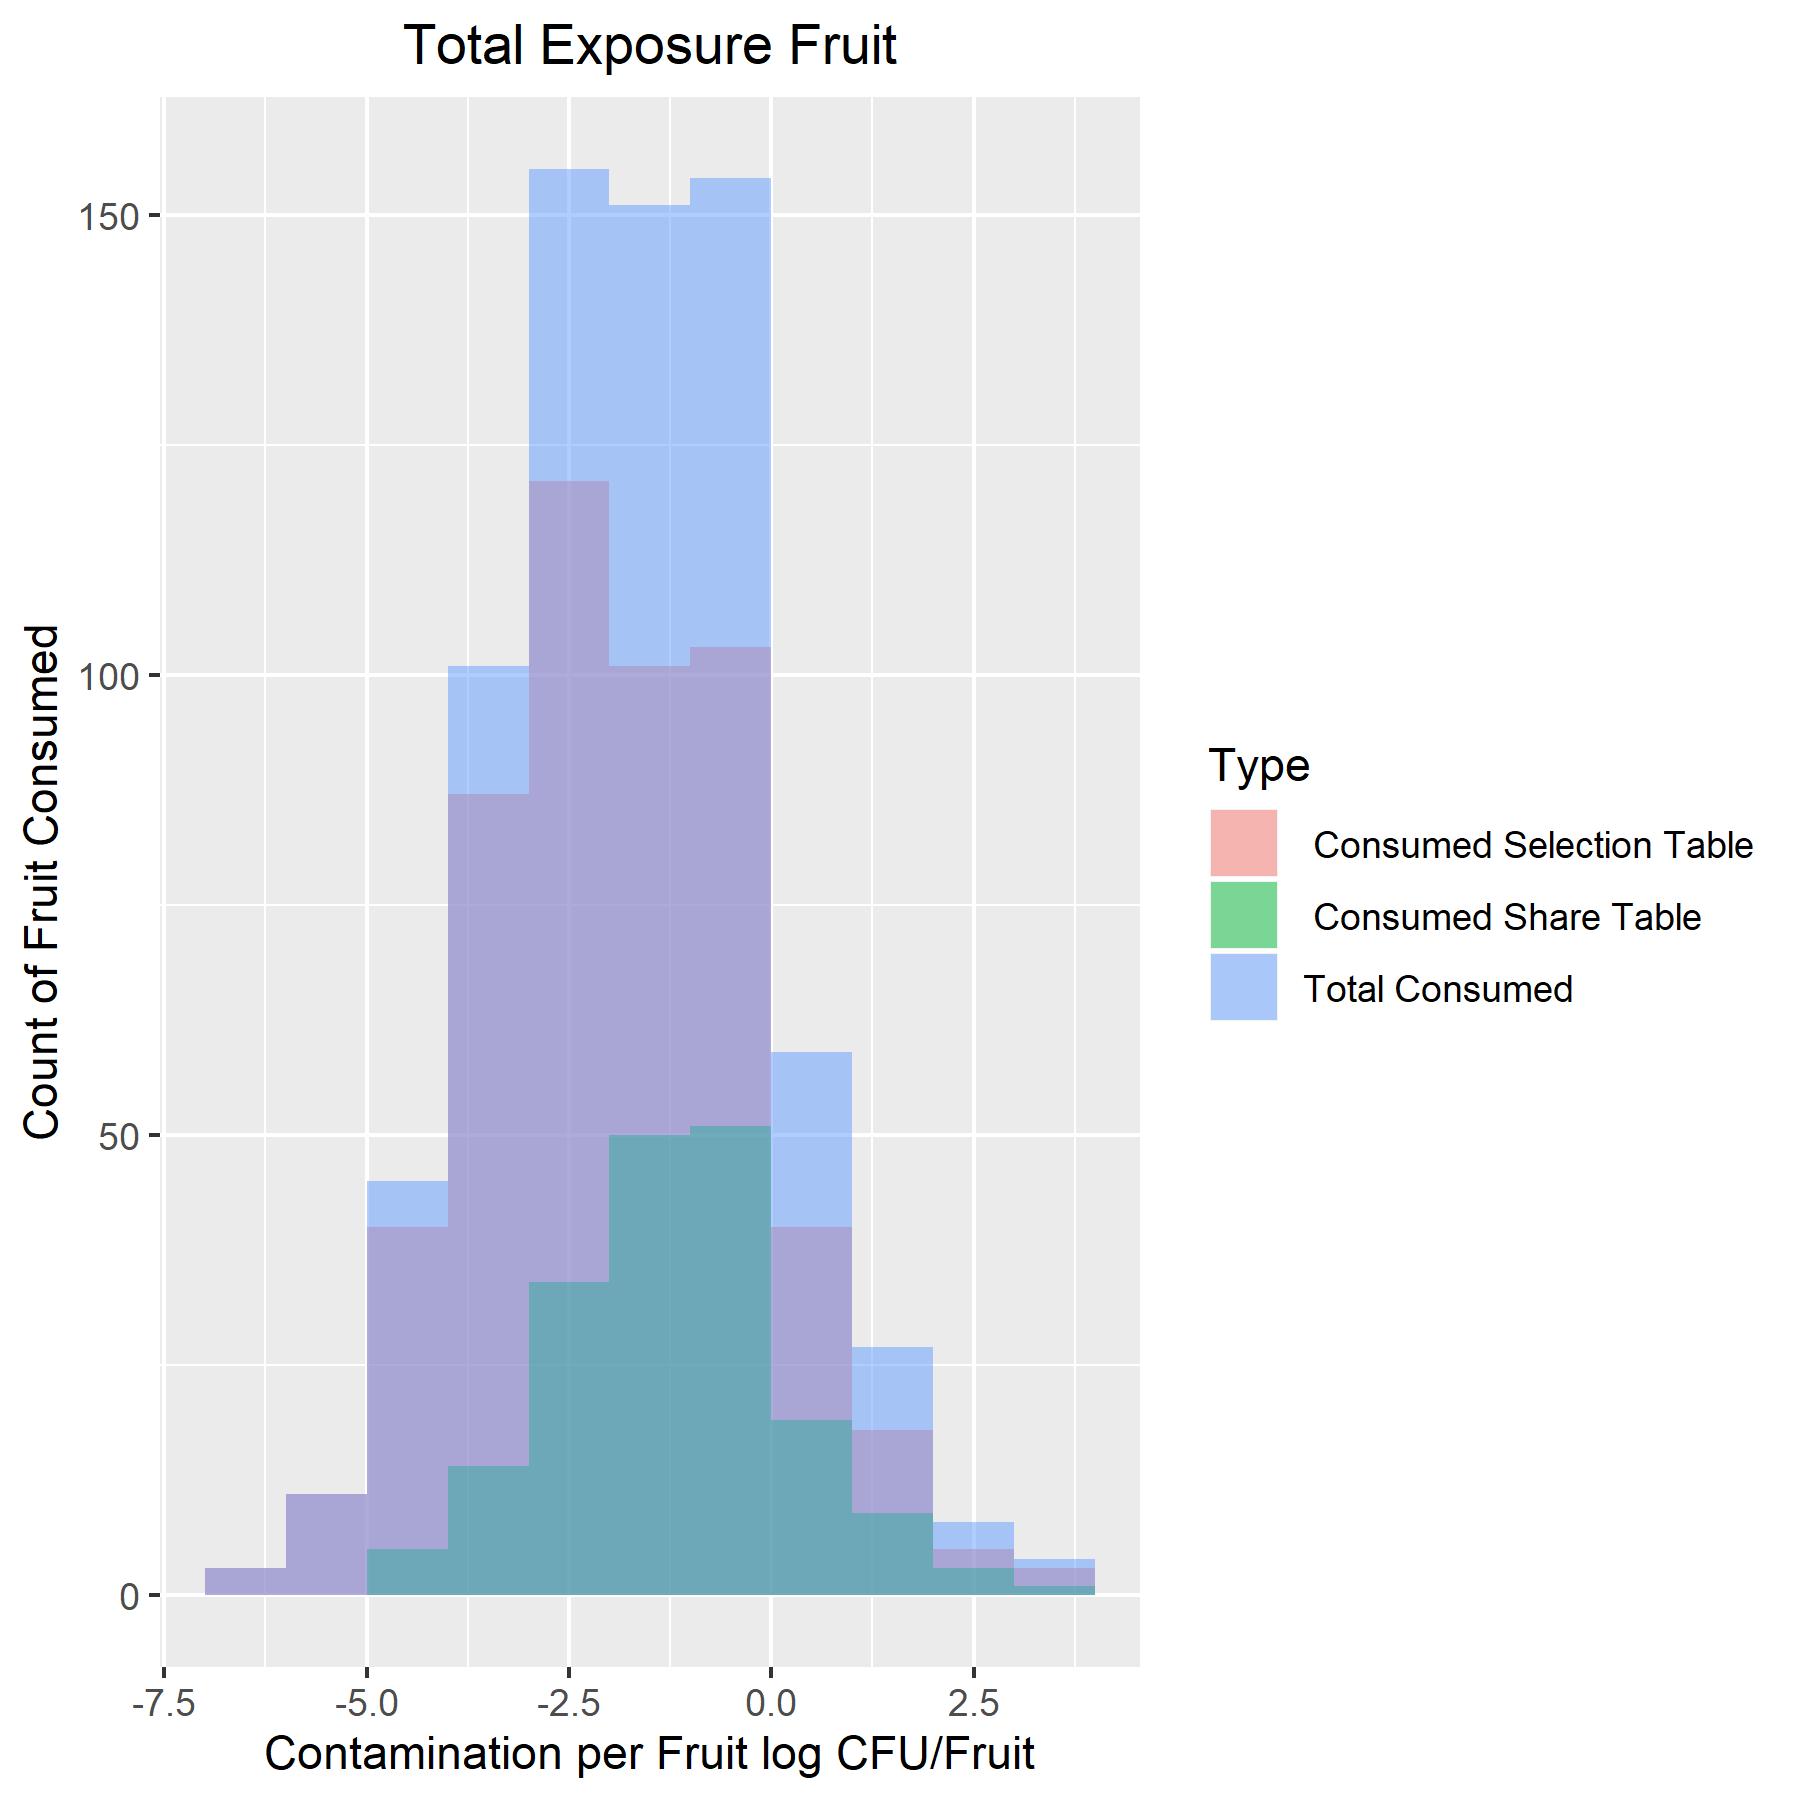 Total Exposure Fruit
150
100
50
0
Count of Fruit Consumed
-7.5 -5.0 -2.5 0.0 2.5
Contamination per Fruit log CFU/Fruit
Type
Consumed Selection Table
Consumed Share Table
Total Consumed